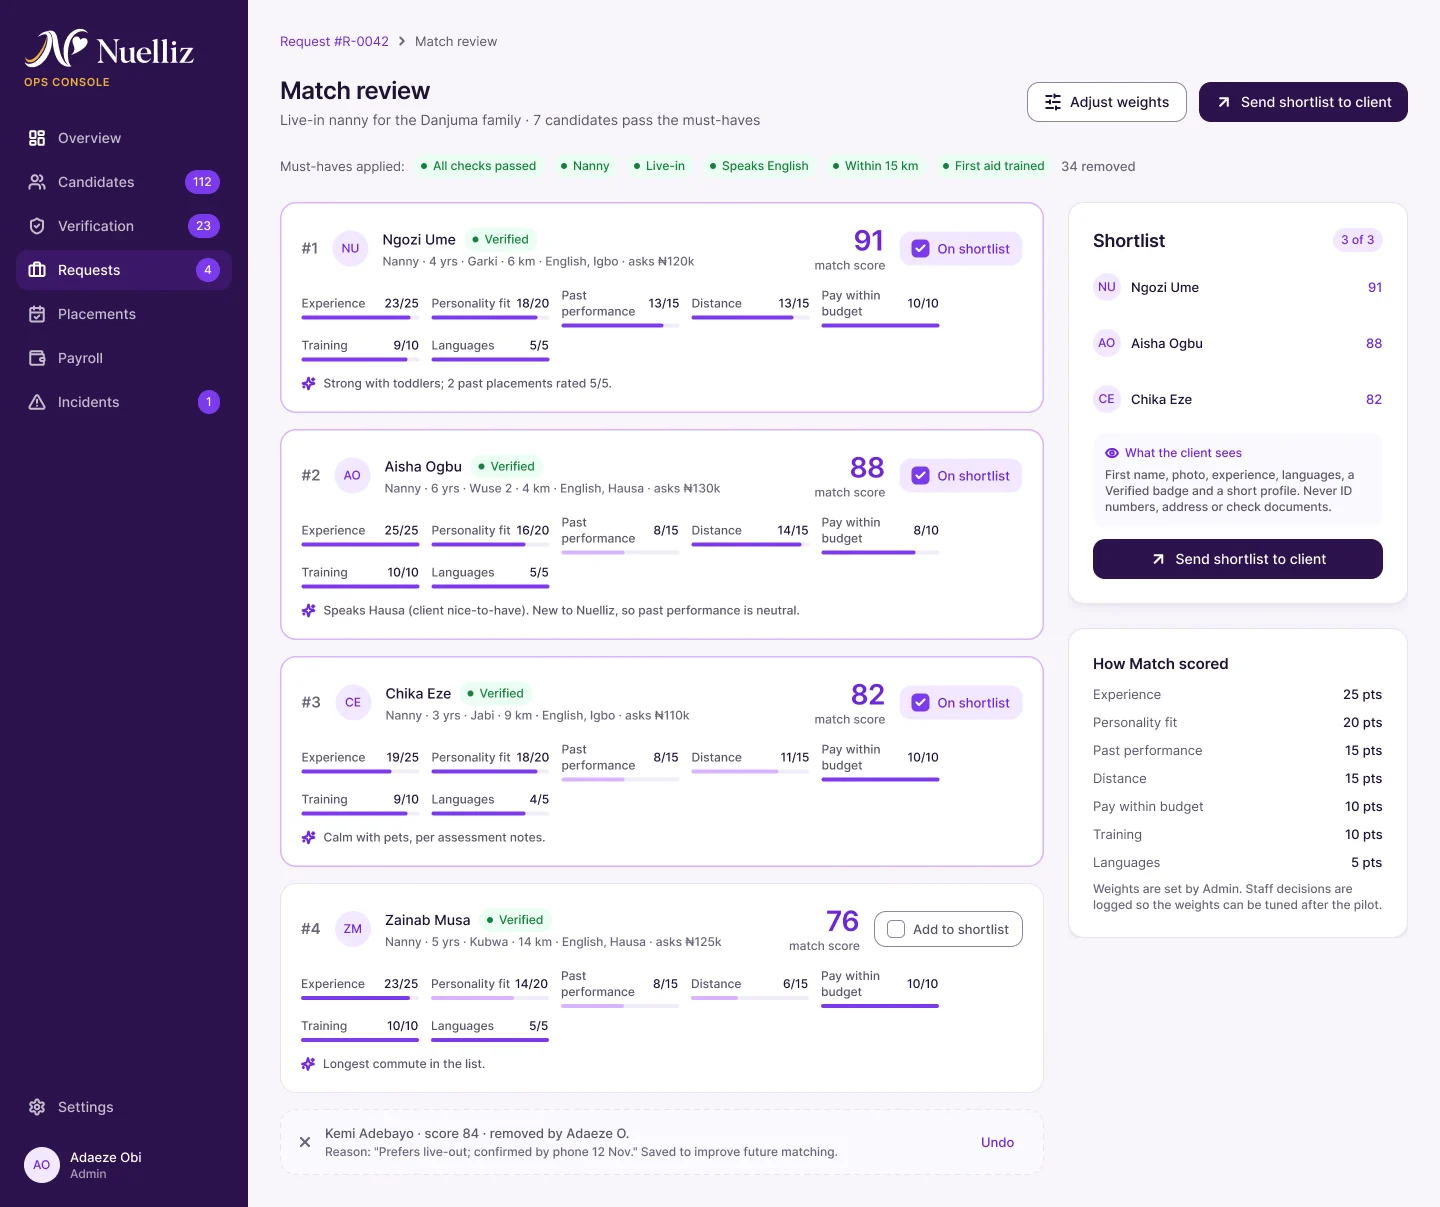 Nuelliz
OPS CONSOLE
Overview
Candidates 112
Verification 23
Requests 4
Placements
Payroll
Incidents 1
Settings
AO Adaeze Obi
Admin
Request #R-0042 > Match review
Match review
Live-in nanny for the Danjuma family · 7 candidates pass the must-haves
Adjust weights
Send shortlist to client
Must-haves applied: All checks passed Nanny Live-in Speaks English Within 15 km First aid trained 34 removed
#1 NU Ngozi Ume Verified
Nanny · 4 yrs · Garki · 6 km · English, Igbo · asks ₦120k
91
match score
On shortlist
Experience 23/25
Personality fit 18/20
Past performance 13/15
Distance 13/15
Pay within budget 10/10
Training 9/10
Languages 5/5
Strong with toddlers; 2 past placements rated 5/5.
#2 AO Aisha Ogbu Verified
Nanny · 6 yrs · Wuse 2 · 4 km · English, Hausa · asks ₦130k
88
match score
On shortlist
Experience 25/25
Personality fit 16/20
Past performance 8/15
Distance 14/15
Pay within budget 8/10
Training 10/10
Languages 5/5
Speaks Hausa (client nice-to-have). New to Nuelliz, so past performance is neutral.
#3 CE Chika Eze Verified
Nanny · 3 yrs · Jabi · 9 km · English, Igbo · asks ₦110k
82
match score
On shortlist
Experience 19/25
Personality fit 18/20
Past performance 8/15
Distance 11/15
Pay within budget 10/10
Training 9/10
Languages 4/5
Calm with pets, per assessment notes.
#4 ZM Zainab Musa Verified
Nanny · 5 yrs · Kubwa · 14 km · English, Hausa · asks ₦125k
76
match score
Add to shortlist
Experience 23/25
Personality fit 14/20
Past performance 8/15
Distance 6/15
Pay within budget 10/10
Training 10/10
Languages 5/5
Longest commute in the list.
Kemi Adebayo · score 84 · removed by Adaeze O.
Reason: "Prefers live-out; confirmed by phone 12 Nov." Saved to improve future matching.
Undo
Shortlist 3 of 3
NU Ngozi Ume 91
AO Aisha Ogbu 88
CE Chika Eze 82
What the client sees
First name, photo, experience, languages, a
Verified badge and a short profile. Never ID
numbers, address or check documents.
Send shortlist to client
How Match scored
Experience 25 pts
Personality fit 20 pts
Past performance 15 pts
Distance 15 pts
Pay within budget 10 pts
Training 10 pts
Languages 5 pts
Weights are set by Admin. Staff decisions are
logged so the weights can be tuned after the pilot.